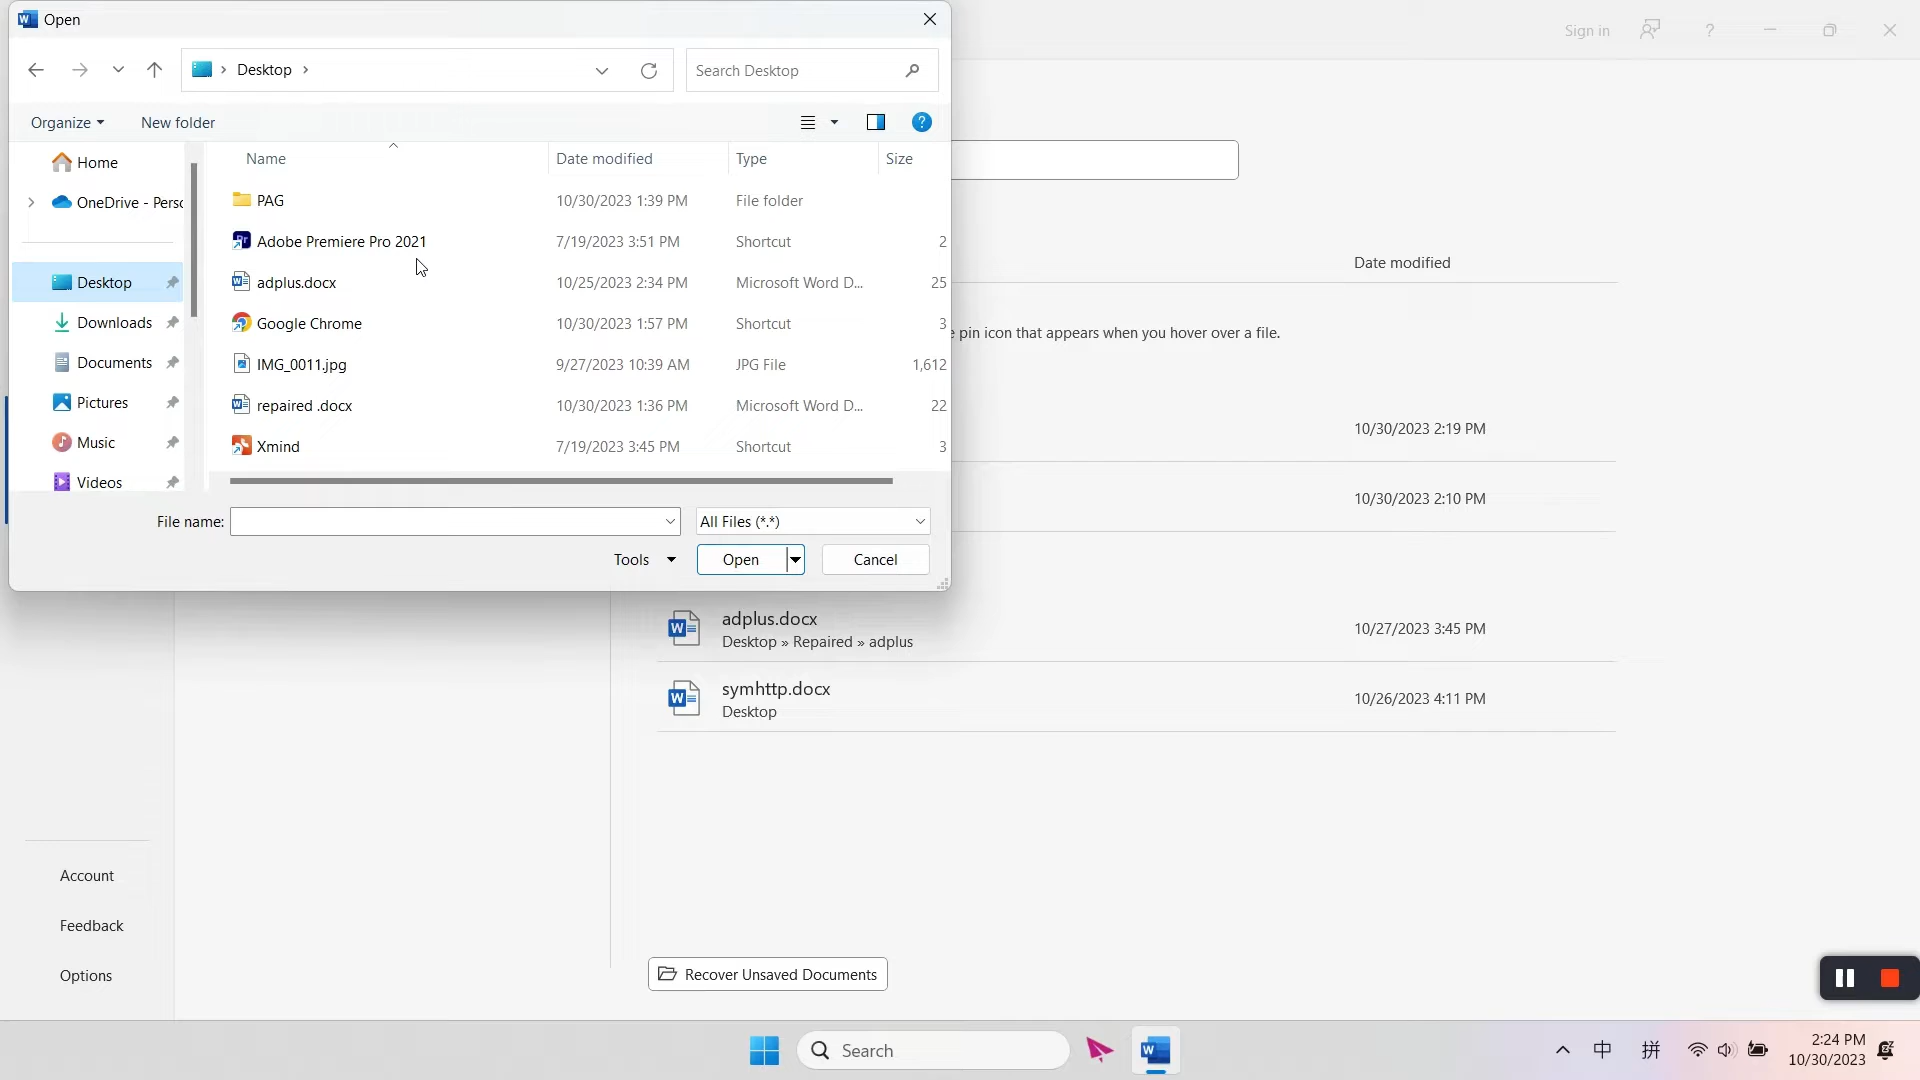 Open
Desktop
Search Desktop
Sign in
?
Organize
New folder
?
Name
Date modified
Type
Size
Home
OneDrive - Pers
Desktop
Downloads
Documents
Pictures
Music
Videos
PAG 10/30/2023 1:39 PM File folder
Adobe Premiere Pro 2021 7/19/2023 3:51 PM Shortcut 2
adplus.docx 10/25/2023 2:34 PM Microsoft Word D... 25
Google Chrome 10/30/2023 1:57 PM Shortcut 3
IMG_0011.jpg 9/27/2023 10:39 AM JPG File 1,612
repaired .docx 10/30/2023 1:36 PM Microsoft Word D... 22
Xmind 7/19/2023 3:45 PM Shortcut 3
File name:
All Files (*.*)
Tools
Open
Cancel
Date modified
pin icon that appears when you hover over a file.
10/30/2023 2:19 PM
10/30/2023 2:10 PM
adplus.docx
Desktop » Repaired » adplus
10/27/2023 3:45 PM
symhttp.docx
Desktop
10/26/2023 4:11 PM
Account
Feedback
Options
Recover Unsaved Documents
Search
中
拼
2:24 PM
10/30/2023